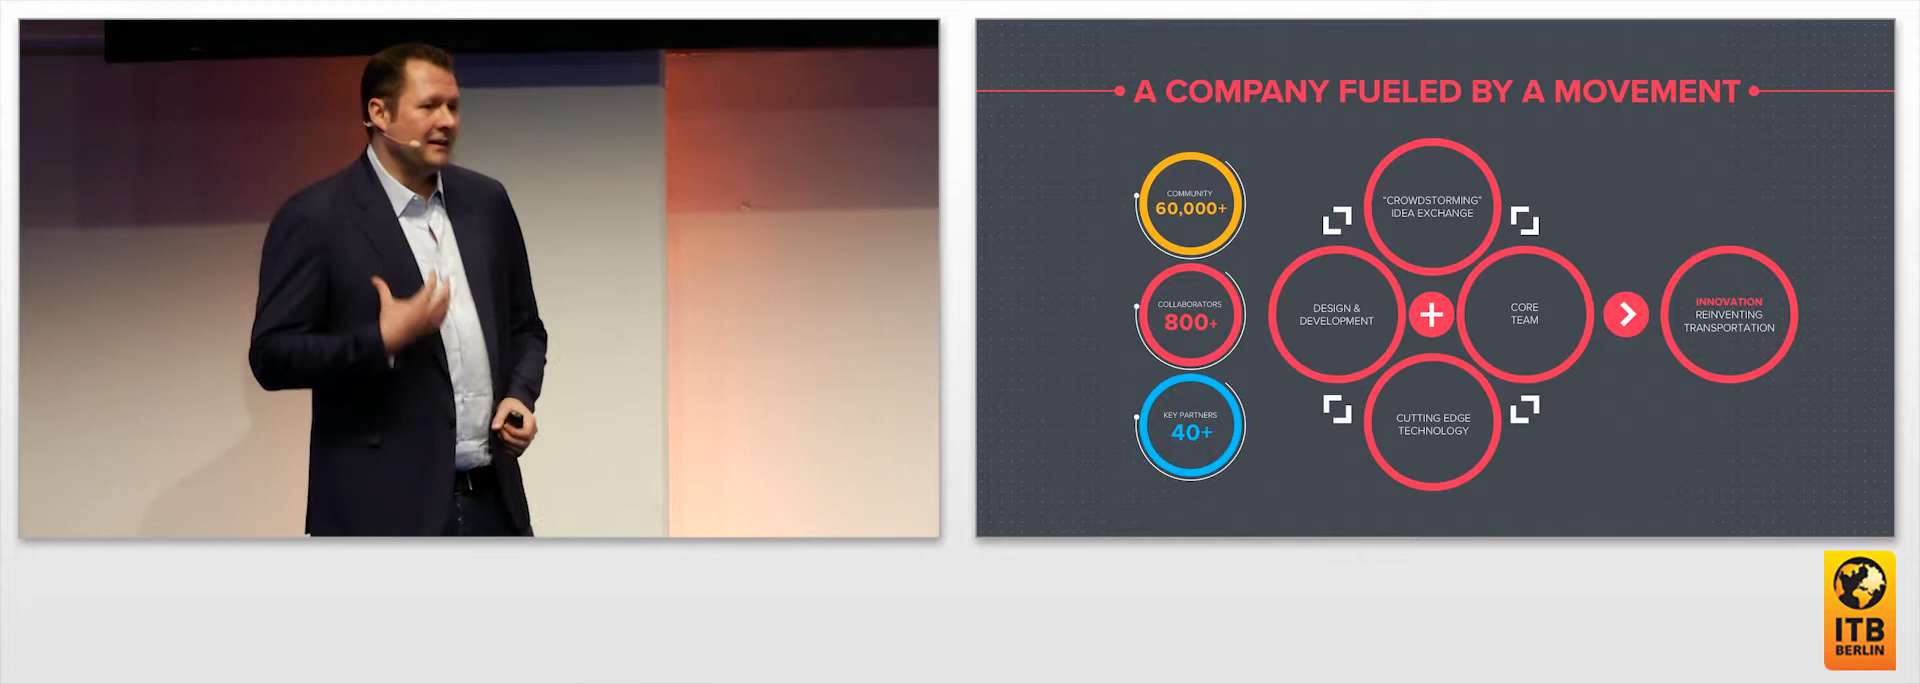 A COMPANY FUELED BY A MOVEMENT
COMMUNITY
60,000+
COLLABORATORS
800+
KEY PARTNERS
40+
"CROWDSTORMING"
IDEA EXCHANGE
DESIGN &
DEVELOPMENT
+
CORE
TEAM
CUTTING EDGE
TECHNOLOGY
INNOVATION
REINVENTING
TRANSPORTATION
ITB
BERLIN